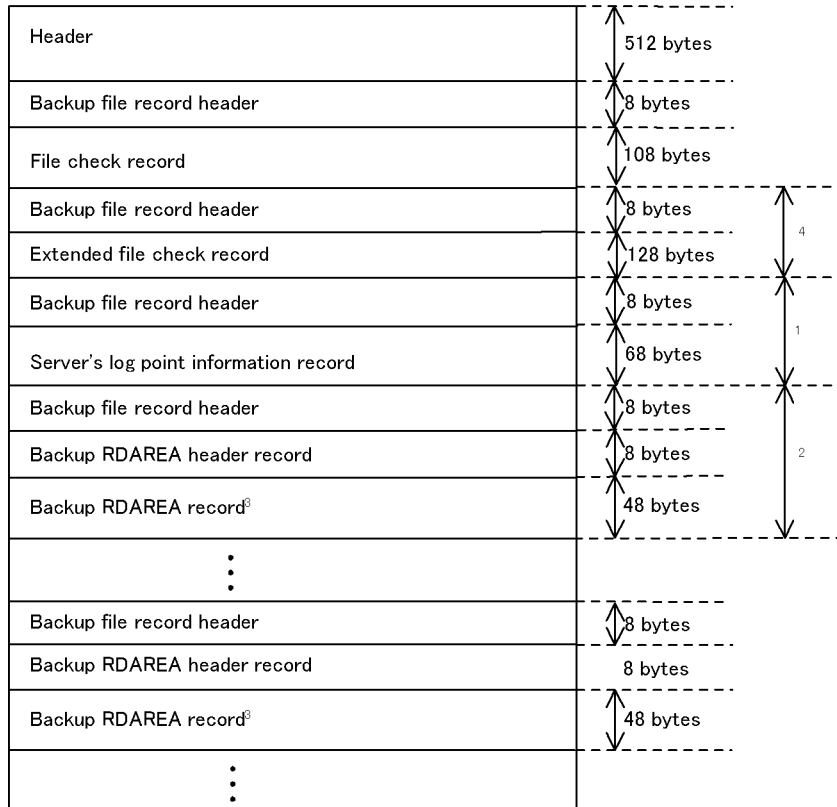 Header
512 bytes
Backup file record header
8 bytes
File check record
108 bytes
Backup file record header
8 bytes
4
Extended file check record
128 bytes
Backup file record header
8 bytes
1
Server's log point information record
68 bytes
Backup file record header
8 bytes
Backup RDAREA header record
8 bytes
2
Backup RDAREA record3
48 bytes
Backup file record header
8 bytes
Backup RDAREA header record
8 bytes
Backup RDAREA record3
48 bytes